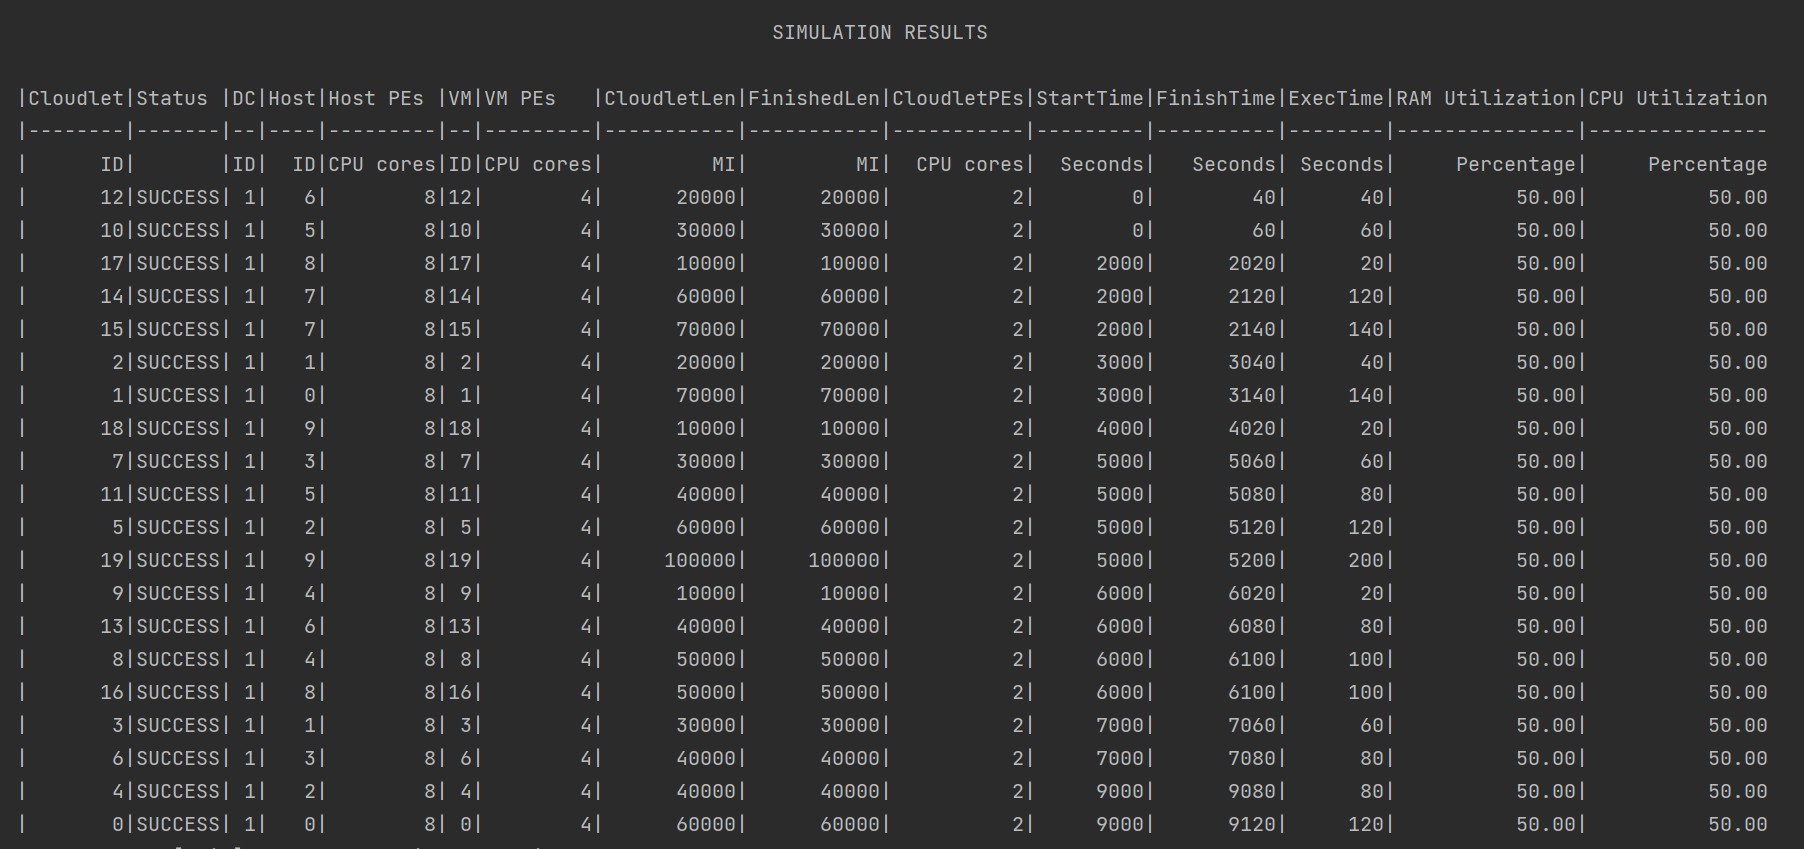 SIMULATION RESULTS
|Cloudlet|Status |DC|Host|Host PEs |VM|VM PEs   |CloudletLen|FinishedLen|CloudletPEs|StartTime|FinishTime|ExecTime|RAM Utilization|CPU Utilization
|--------|-------|--|----|---------|--|---------|-----------|-----------|-----------|---------|----------|--------|---------------|---------------
|      ID|       |ID|  ID|CPU cores|ID|CPU cores|         MI|         MI|  CPU cores|  Seconds|   Seconds| Seconds|     Percentage|     Percentage
|      12|SUCCESS| 1|   6|        8|12|        4|      20000|      20000|          2|        0|        40|      40|          50.00|          50.00
|      10|SUCCESS| 1|   5|        8|10|        4|      30000|      30000|          2|        0|        60|      60|          50.00|          50.00
|      17|SUCCESS| 1|   8|        8|17|        4|      10000|      10000|          2|     2000|      2020|      20|          50.00|          50.00
|      14|SUCCESS| 1|   7|        8|14|        4|      60000|      60000|          2|     2000|      2120|     120|          50.00|          50.00
|      15|SUCCESS| 1|   7|        8|15|        4|      70000|      70000|          2|     2000|      2140|     140|          50.00|          50.00
|       2|SUCCESS| 1|   1|        8| 2|        4|      20000|      20000|          2|     3000|      3040|      40|          50.00|          50.00
|       1|SUCCESS| 1|   0|        8| 1|        4|      70000|      70000|          2|     3000|      3140|     140|          50.00|          50.00
|      18|SUCCESS| 1|   9|        8|18|        4|      10000|      10000|          2|     4000|      4020|      20|          50.00|          50.00
|       7|SUCCESS| 1|   3|        8| 7|        4|      30000|      30000|          2|     5000|      5060|      60|          50.00|          50.00
|      11|SUCCESS| 1|   5|        8|11|        4|      40000|      40000|          2|     5000|      5080|      80|          50.00|          50.00
|       5|SUCCESS| 1|   2|        8| 5|        4|      60000|      60000|          2|     5000|      5120|     120|          50.00|          50.00
|      19|SUCCESS| 1|   9|        8|19|        4|     100000|     100000|          2|     5000|      5200|     200|          50.00|          50.00
|       9|SUCCESS| 1|   4|        8| 9|        4|      10000|      10000|          2|     6000|      6020|      20|          50.00|          50.00
|      13|SUCCESS| 1|   6|        8|13|        4|      40000|      40000|          2|     6000|      6080|      80|          50.00|          50.00
|       8|SUCCESS| 1|   4|        8| 8|        4|      50000|      50000|          2|     6000|      6100|     100|          50.00|          50.00
|      16|SUCCESS| 1|   8|        8|16|        4|      50000|      50000|          2|     6000|      6100|     100|          50.00|          50.00
|       3|SUCCESS| 1|   1|        8| 3|        4|      30000|      30000|          2|     7000|      7060|      60|          50.00|          50.00
|       6|SUCCESS| 1|   3|        8| 6|        4|      40000|      40000|          2|     7000|      7080|      80|          50.00|          50.00
|       4|SUCCESS| 1|   2|        8| 4|        4|      40000|      40000|          2|     9000|      9080|      80|          50.00|          50.00
|       0|SUCCESS| 1|   0|        8| 0|        4|      60000|      60000|          2|     9000|      9120|     120|          50.00|          50.00